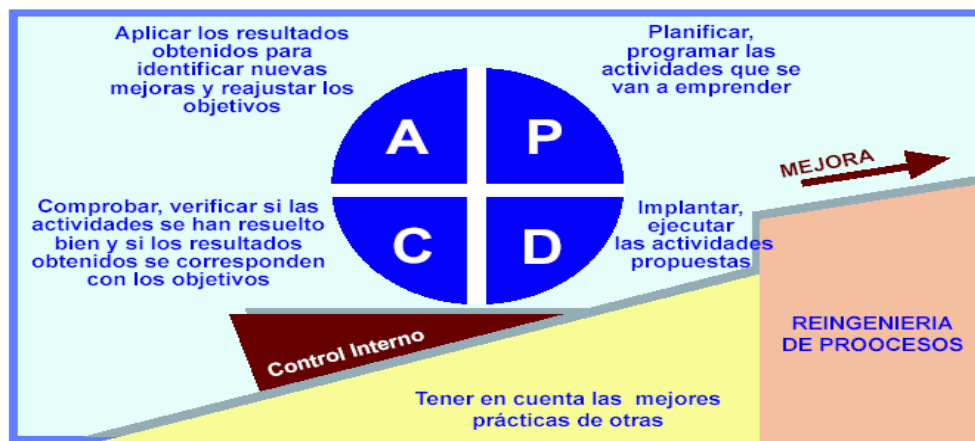 Aplicar los resultados
obtenidos para
identificar nuevas
mejoras y reajustar los
objetivos
Planificar,
programar las
actividades que se
van a emprender
A
P
MEJORA
Comprobar, verificar si las
actividades se han resuelto
bien y si los resultados
obtenidos se corresponden
con los objetivos
C
D
Implantar,
ejecutar
las actividades
propuestas
Control Interno
REINGENIERIA
DE PROOCESOS
Tener en cuenta las mejores
prácticas de otras